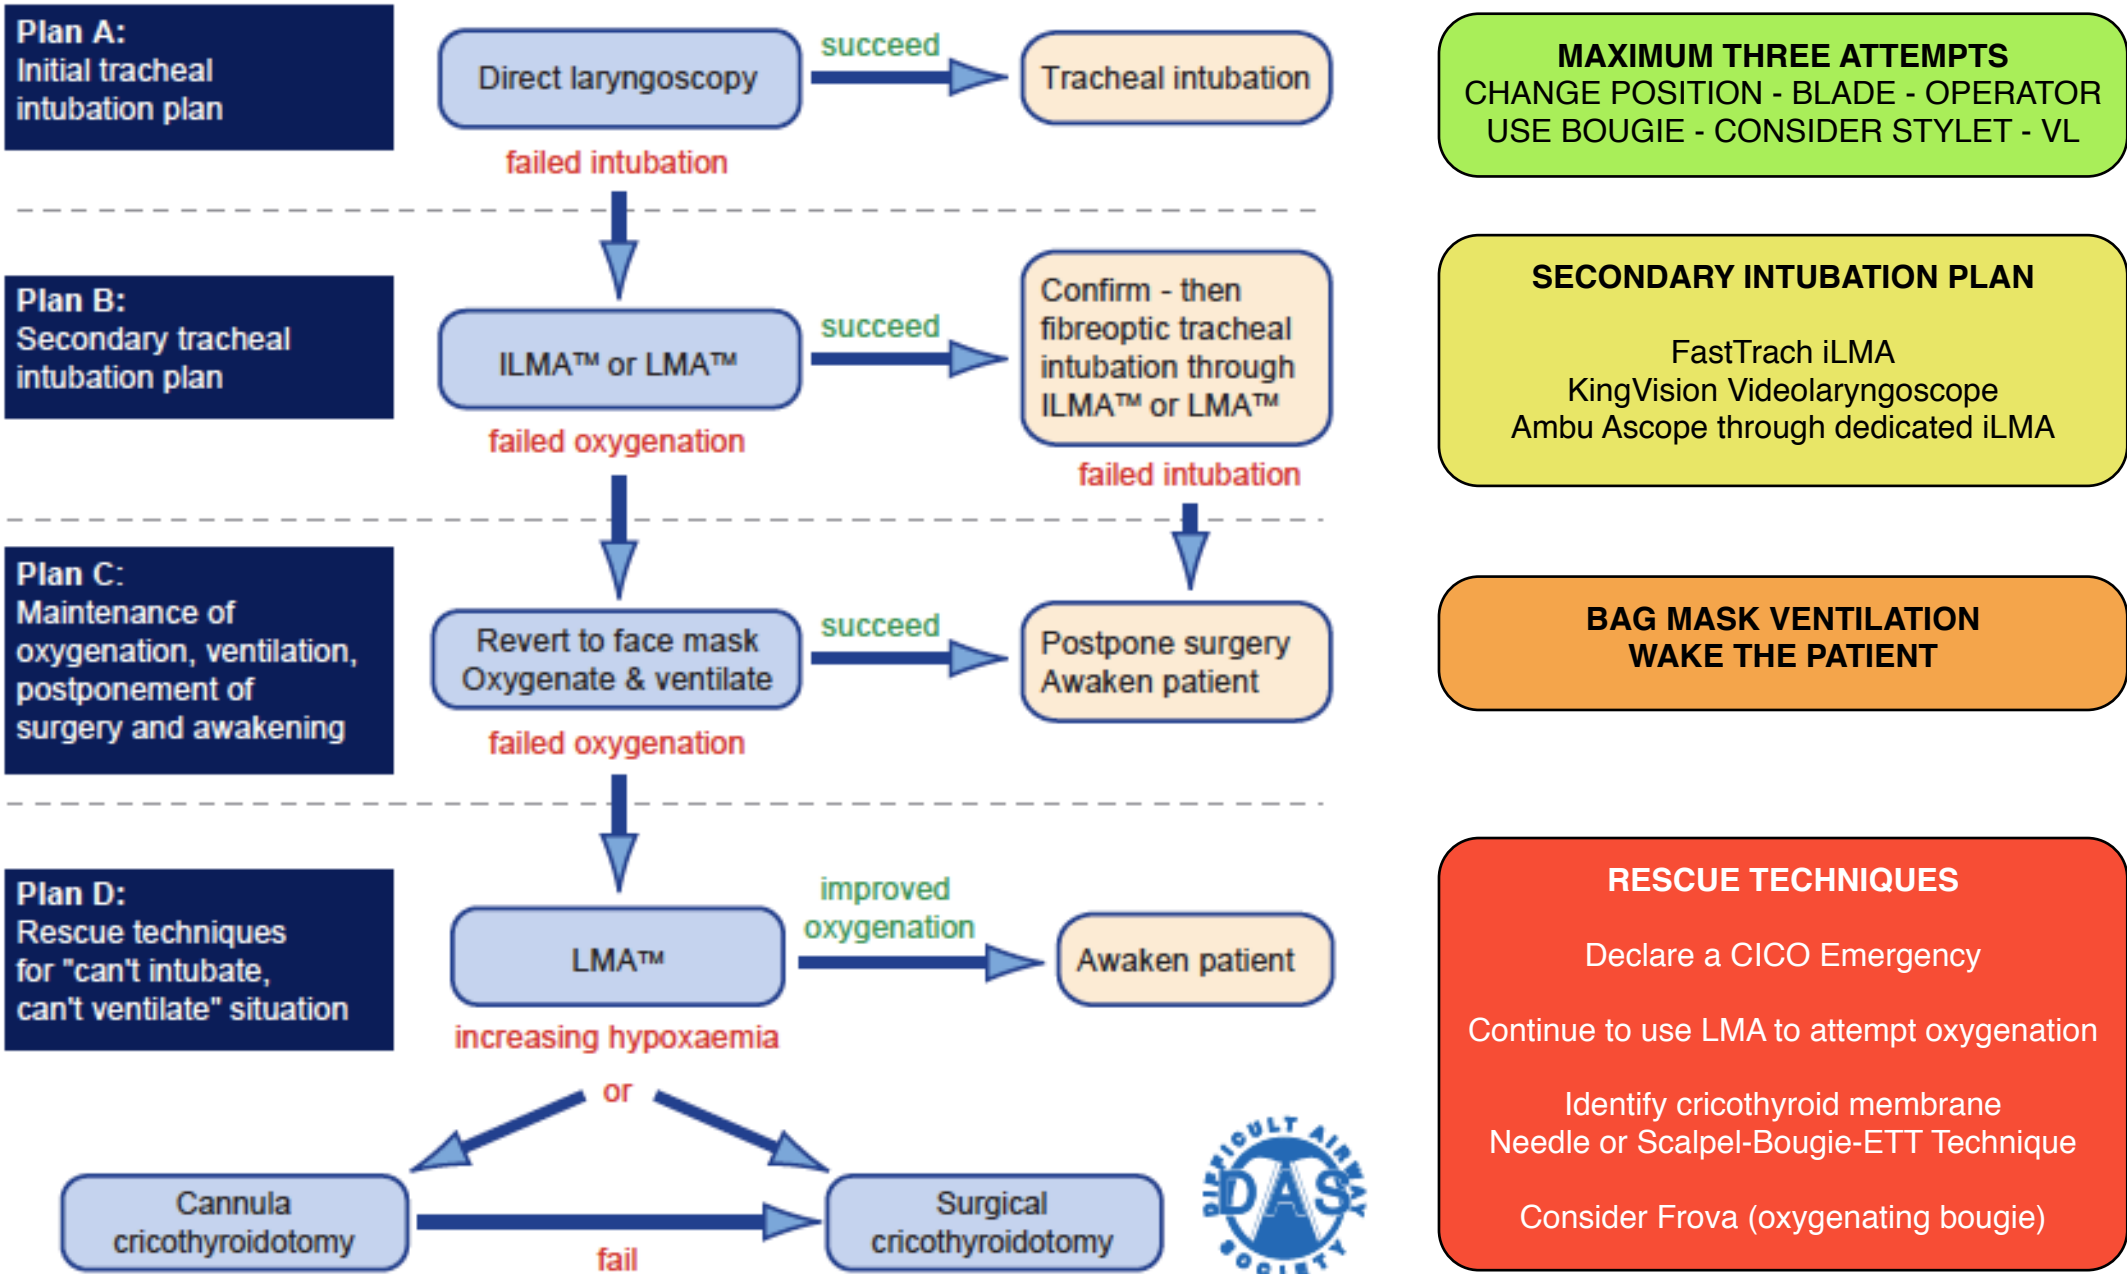 Plan A:
Initial tracheal
intubation plan
Direct laryngoscopy
succeed
Tracheal intubation
failed intubation
MAXIMUM THREE ATTEMPTS
CHANGE POSITION - BLADE - OPERATOR
USE BOUGIE - CONSIDER STYLET - VL
Plan B:
Secondary tracheal
intubation plan
ILMA™ or LMA™
succeed
Confirm - then
fibreoptic tracheal
intubation through
ILMA™ or LMA™
failed oxygenation
failed intubation
SECONDARY INTUBATION PLAN
FastTrach iLMA
KingVision Videolaryngoscope
Ambu Ascope through dedicated iLMA
Plan C:
Maintenance of
oxygenation, ventilation,
postponement of
surgery and awakening
Revert to face mask
Oxygenate & ventilate
succeed
Postpone surgery
Awaken patient
failed oxygenation
BAG MASK VENTILATION
WAKE THE PATIENT
Plan D:
Rescue techniques
for "can't intubate,
can't ventilate" situation
LMA™
improved
oxygenation
Awaken patient
increasing hypoxaemia
or
Cannula
cricothyroidotomy
fail
Surgical
cricothyroidotomy
DIFFICULT AIRWAY
DAS
SOCIETY
RESCUE TECHNIQUES
Declare a CICO Emergency
Continue to use LMA to attempt oxygenation
Identify cricothyroid membrane
Needle or Scalpel-Bougie-ETT Technique
Consider Frova (oxygenating bougie)